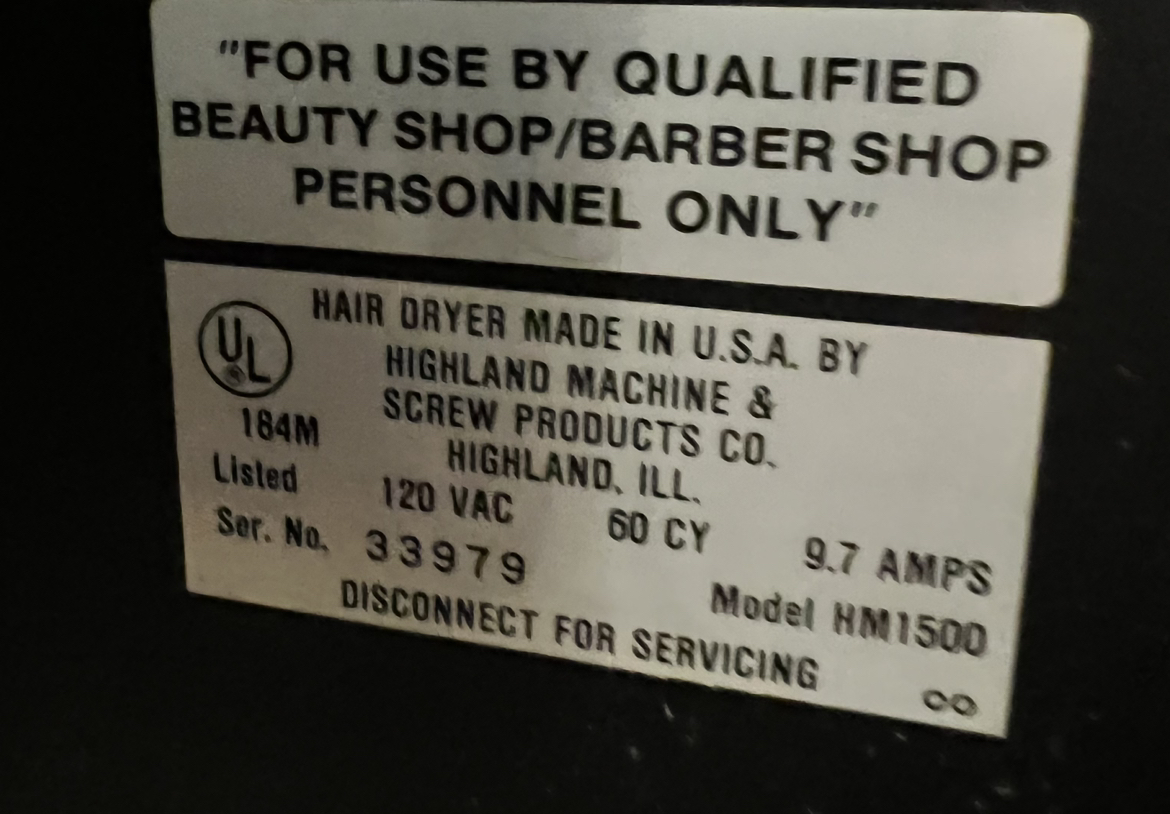 "FOR USE BY QUALIFIED
BEAUTY SHOP/BARBER SHOP
PERSONNEL ONLY"
UL
184M
Listed
HAIR DRYER MADE IN U.S.A. BY
HIGHLAND MACHINE &
SCREW PRODUCTS CO.
HIGHLAND, ILL.
120 VAC 60 CY 9.7 AMPS
Ser. No. 33979 Model HM1500
DISCONNECT FOR SERVICING
CO